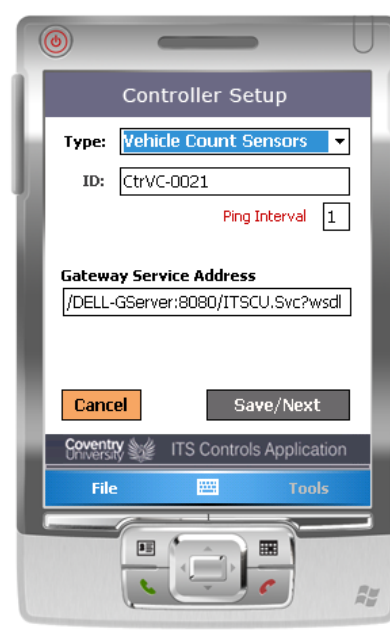 Controller Setup
Type: Vehicle Count Sensors
ID: CtrVC-0021
Ping Interval 1
Gateway Service Address
/DELL-GServer:8080/ITSCU.Svc?wsdl
Cancel Save/Next
Coventry
University ITS Controls Application
File Tools